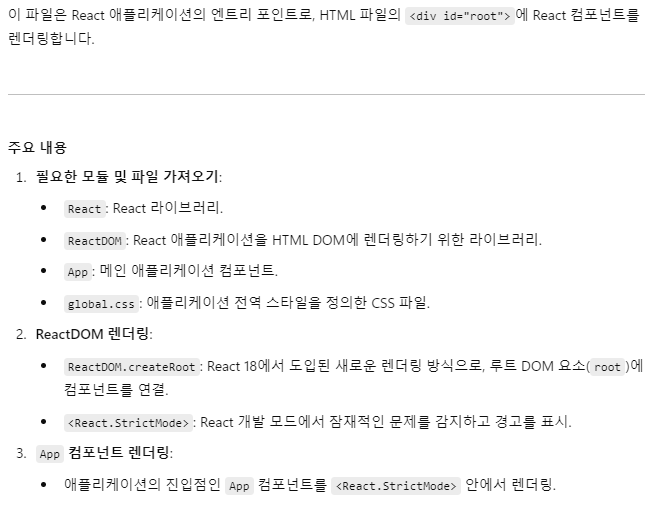 이 파일은 React 애플리케이션의 엔트리 포인트로, HTML 파일의 <div id="root"> 에 React 컴포넌트를
렌더링합니다.
주요 내용
1. 필요한 모듈 및 파일 가져오기:
• React : React 라이브러리.
• ReactDOM : React 애플리케이션을 HTML DOM에 렌더링하기 위한 라이브러리.
• App : 메인 애플리케이션 컴포넌트.
• global.css : 애플리케이션 전역 스타일을 정의한 CSS 파일.
2. ReactDOM 렌더링:
• ReactDOM.createRoot : React 18에서 도입된 새로운 렌더링 방식으로, 루트 DOM 요소( root )에
컴포넌트를 연결.
• <React.StrictMode> : React 개발 모드에서 잠재적인 문제를 감지하고 경고를 표시.
3. App 컴포넌트 렌더링:
• 애플리케이션의 진입점인 App 컴포넌트를 <React.StrictMode> 안에서 렌더링.